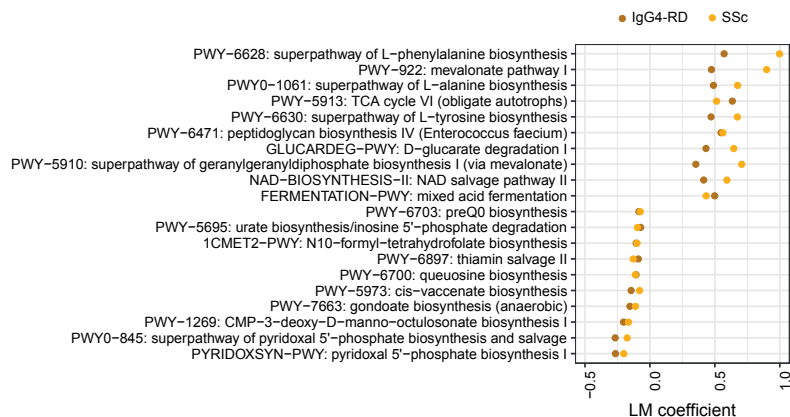 IgG4−RD SSc
PWY−6628: superpathway of L−phenylalanine biosynthesis
PWY−922: mevalonate pathway I
PWY0−1061: superpathway of L−alanine biosynthesis
PWY−5913: TCA cycle VI (obligate autotrophs)
PWY−6630: superpathway of L−tyrosine biosynthesis
PWY−6471: peptidoglycan biosynthesis IV (Enterococcus faecium)
GLUCARDEG−PWY: D−glucarate degradation I
PWY−5910: superpathway of geranylgeranyldiphosphate biosynthesis I (via mevalonate)
NAD−BIOSYNTHESIS−II: NAD salvage pathway II
FERMENTATION−PWY: mixed acid fermentation
PWY−6703: preQ0 biosynthesis
PWY−5695: urate biosynthesis/inosine 5'−phosphate degradation
1CMET2−PWY: N10−formyl−tetrahydrofolate biosynthesis
PWY−6897: thiamin salvage II
PWY−6700: queuosine biosynthesis
PWY−5973: cis−vaccenate biosynthesis
PWY−7663: gondoate biosynthesis (anaerobic)
PWY−1269: CMP−3−deoxy−D−manno−octulosonate biosynthesis I
PWY0−845: superpathway of pyridoxal 5'−phosphate biosynthesis and salvage
PYRIDOXSYN−PWY: pyridoxal 5'−phosphate biosynthesis I
−0.5 0.0 0.5 1.0
LM coefficient